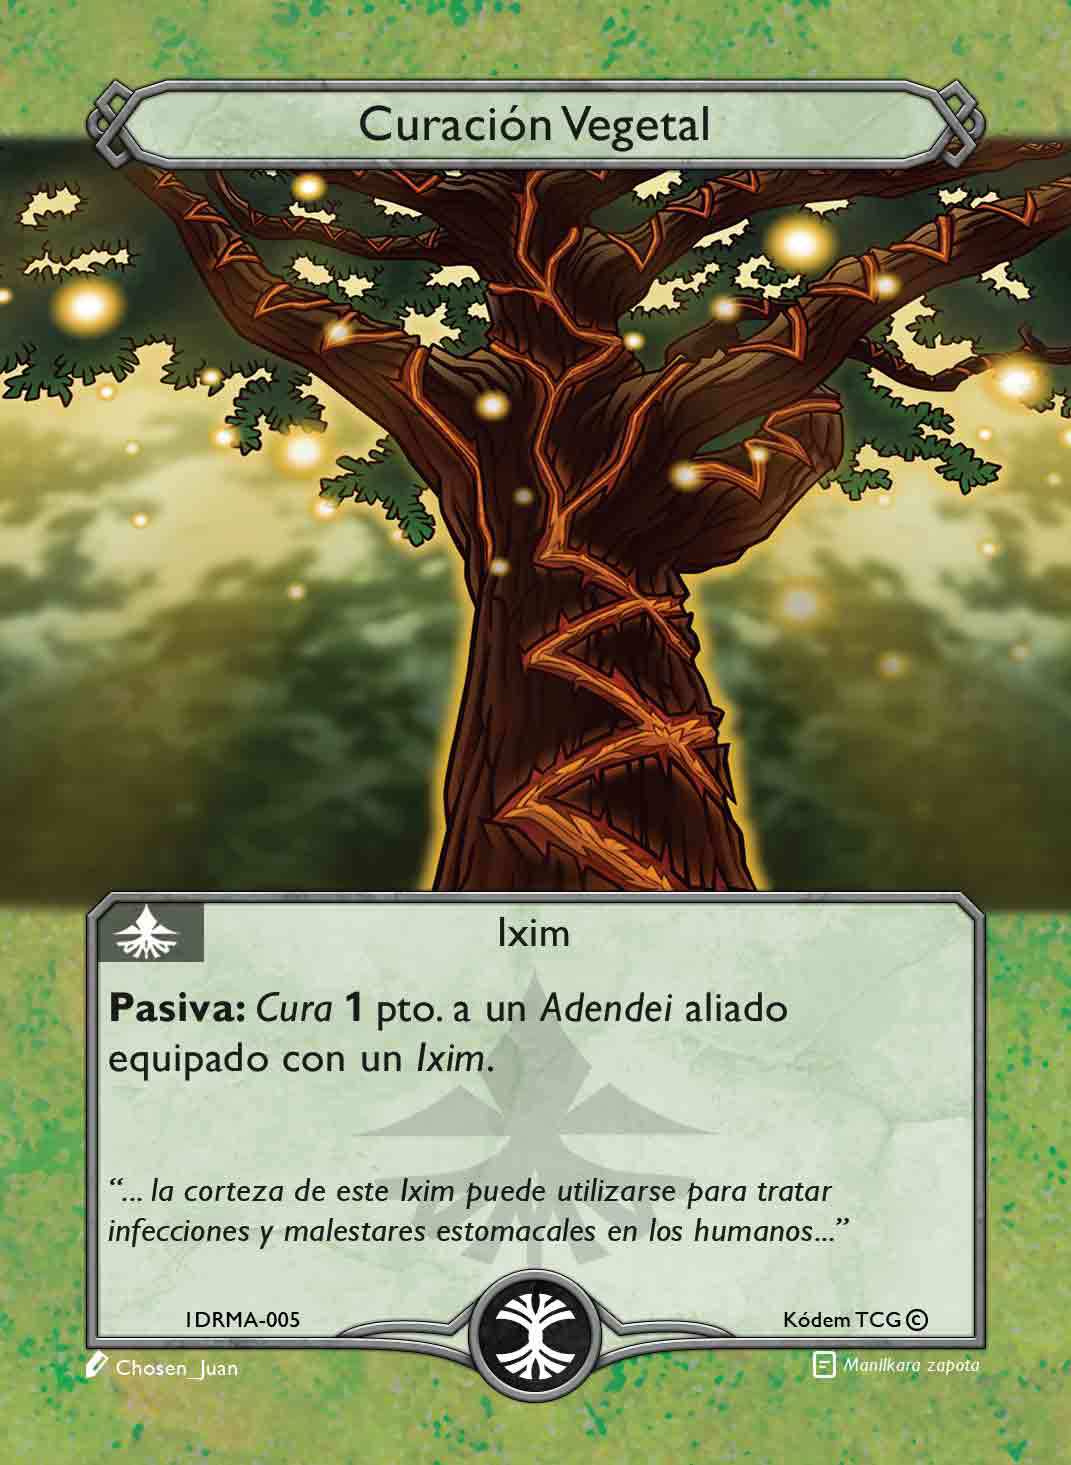 Curación Vegetal
Ixim
Pasiva: Cura 1 pto. a un Adendei aliado
equipado con un Ixim.
“... la corteza de este Ixim puede utilizarse para tratar
infecciones y malestares estomacales en los humanos...”
1DRMA-005
Kódem TCG ©
Chosen_Juan
Manilkara zapota